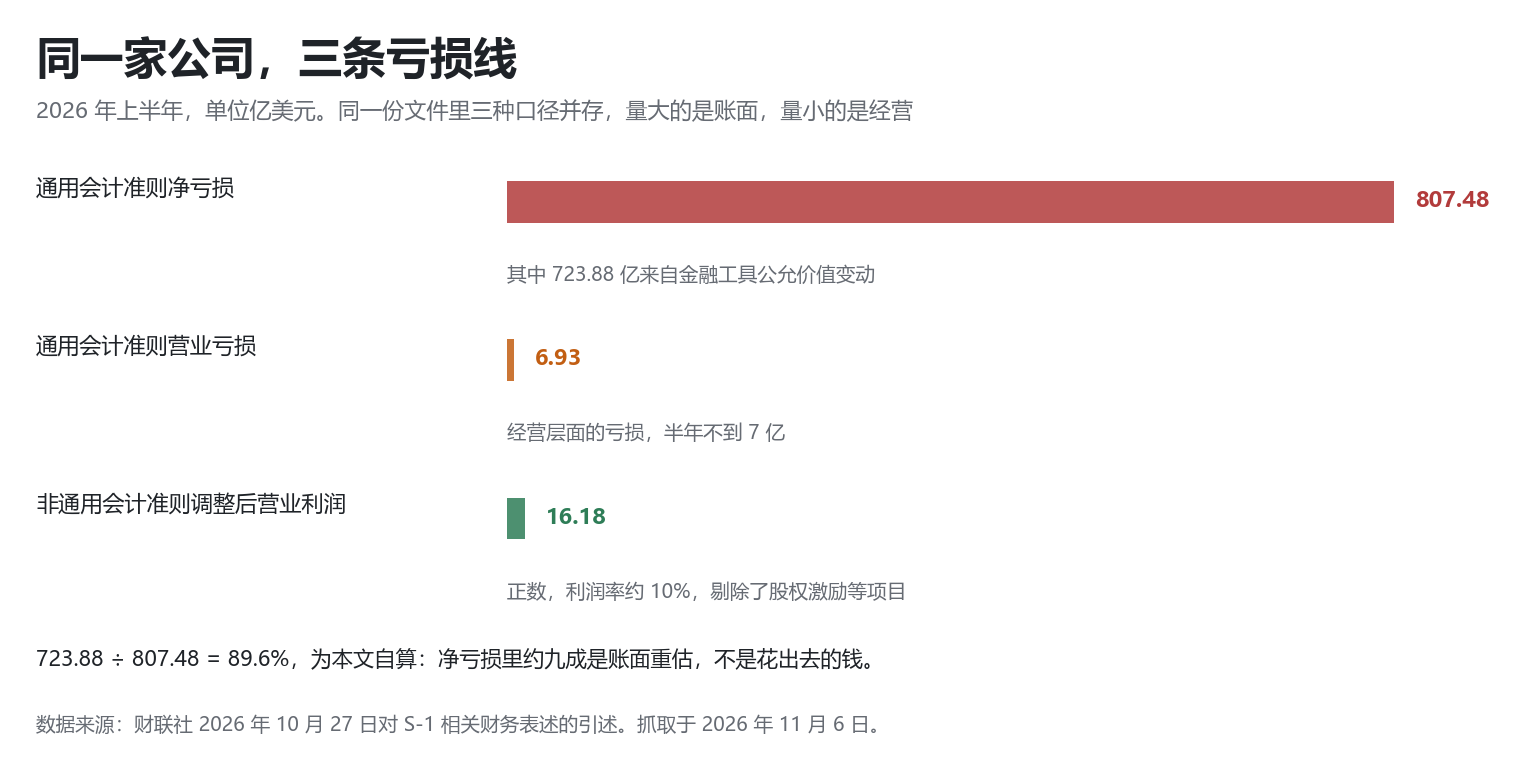 同一家公司，三条亏损线
2026 年上半年，单位亿美元。同一份文件里三种口径并存，量大的是账面，量小的是经营
通用会计准则净亏损
807.48
其中 723.88 亿来自金融工具公允价值变动
通用会计准则营业亏损
6.93
经营层面的亏损，半年不到 7 亿
非通用会计准则调整后营业利润
16.18
正数，利润率约 10%，剔除了股权激励等项目
723.88 ÷ 807.48 = 89.6%，为本文自算：净亏损里约九成是账面重估，不是花出去的钱。
数据来源：财联社 2026 年 10 月 27 日对 S-1 相关财务表述的引述。抓取于 2026 年 11 月 6 日。